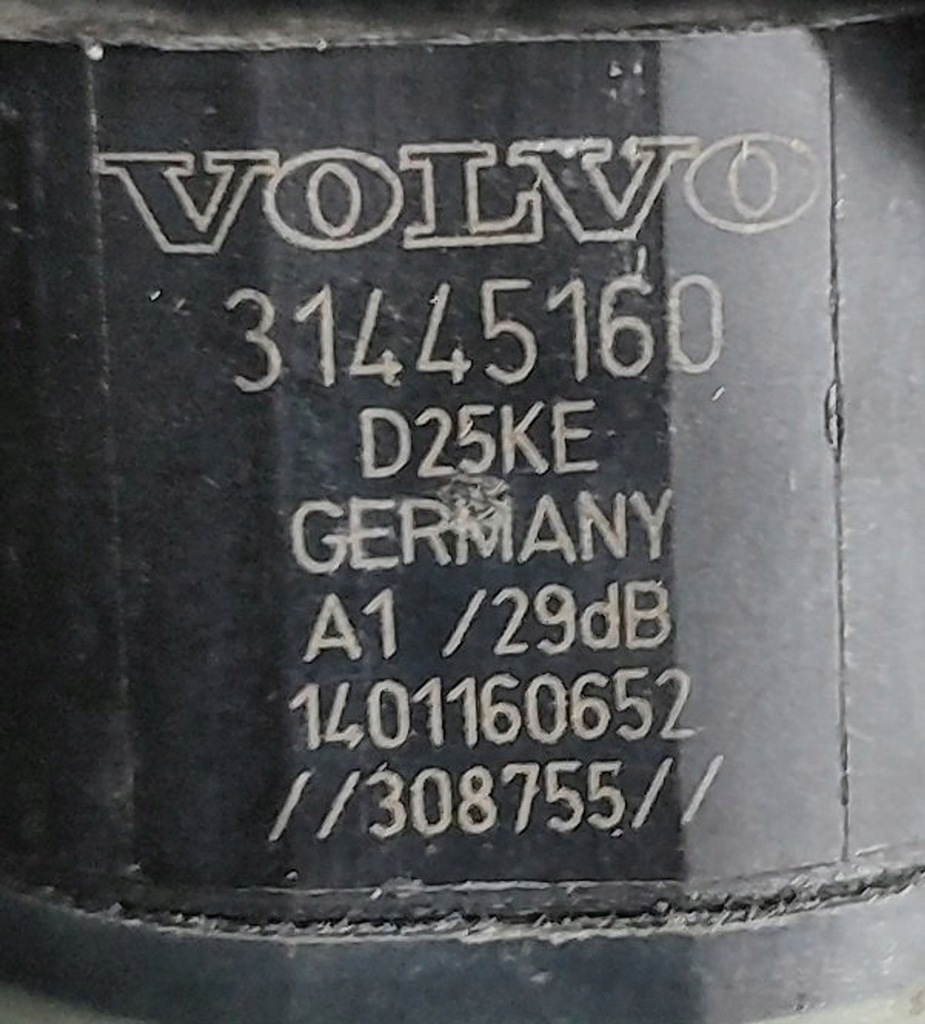 VOLVO
31445160
D25KE
GERMANY
A1 /29dB
1401160652
//308755//